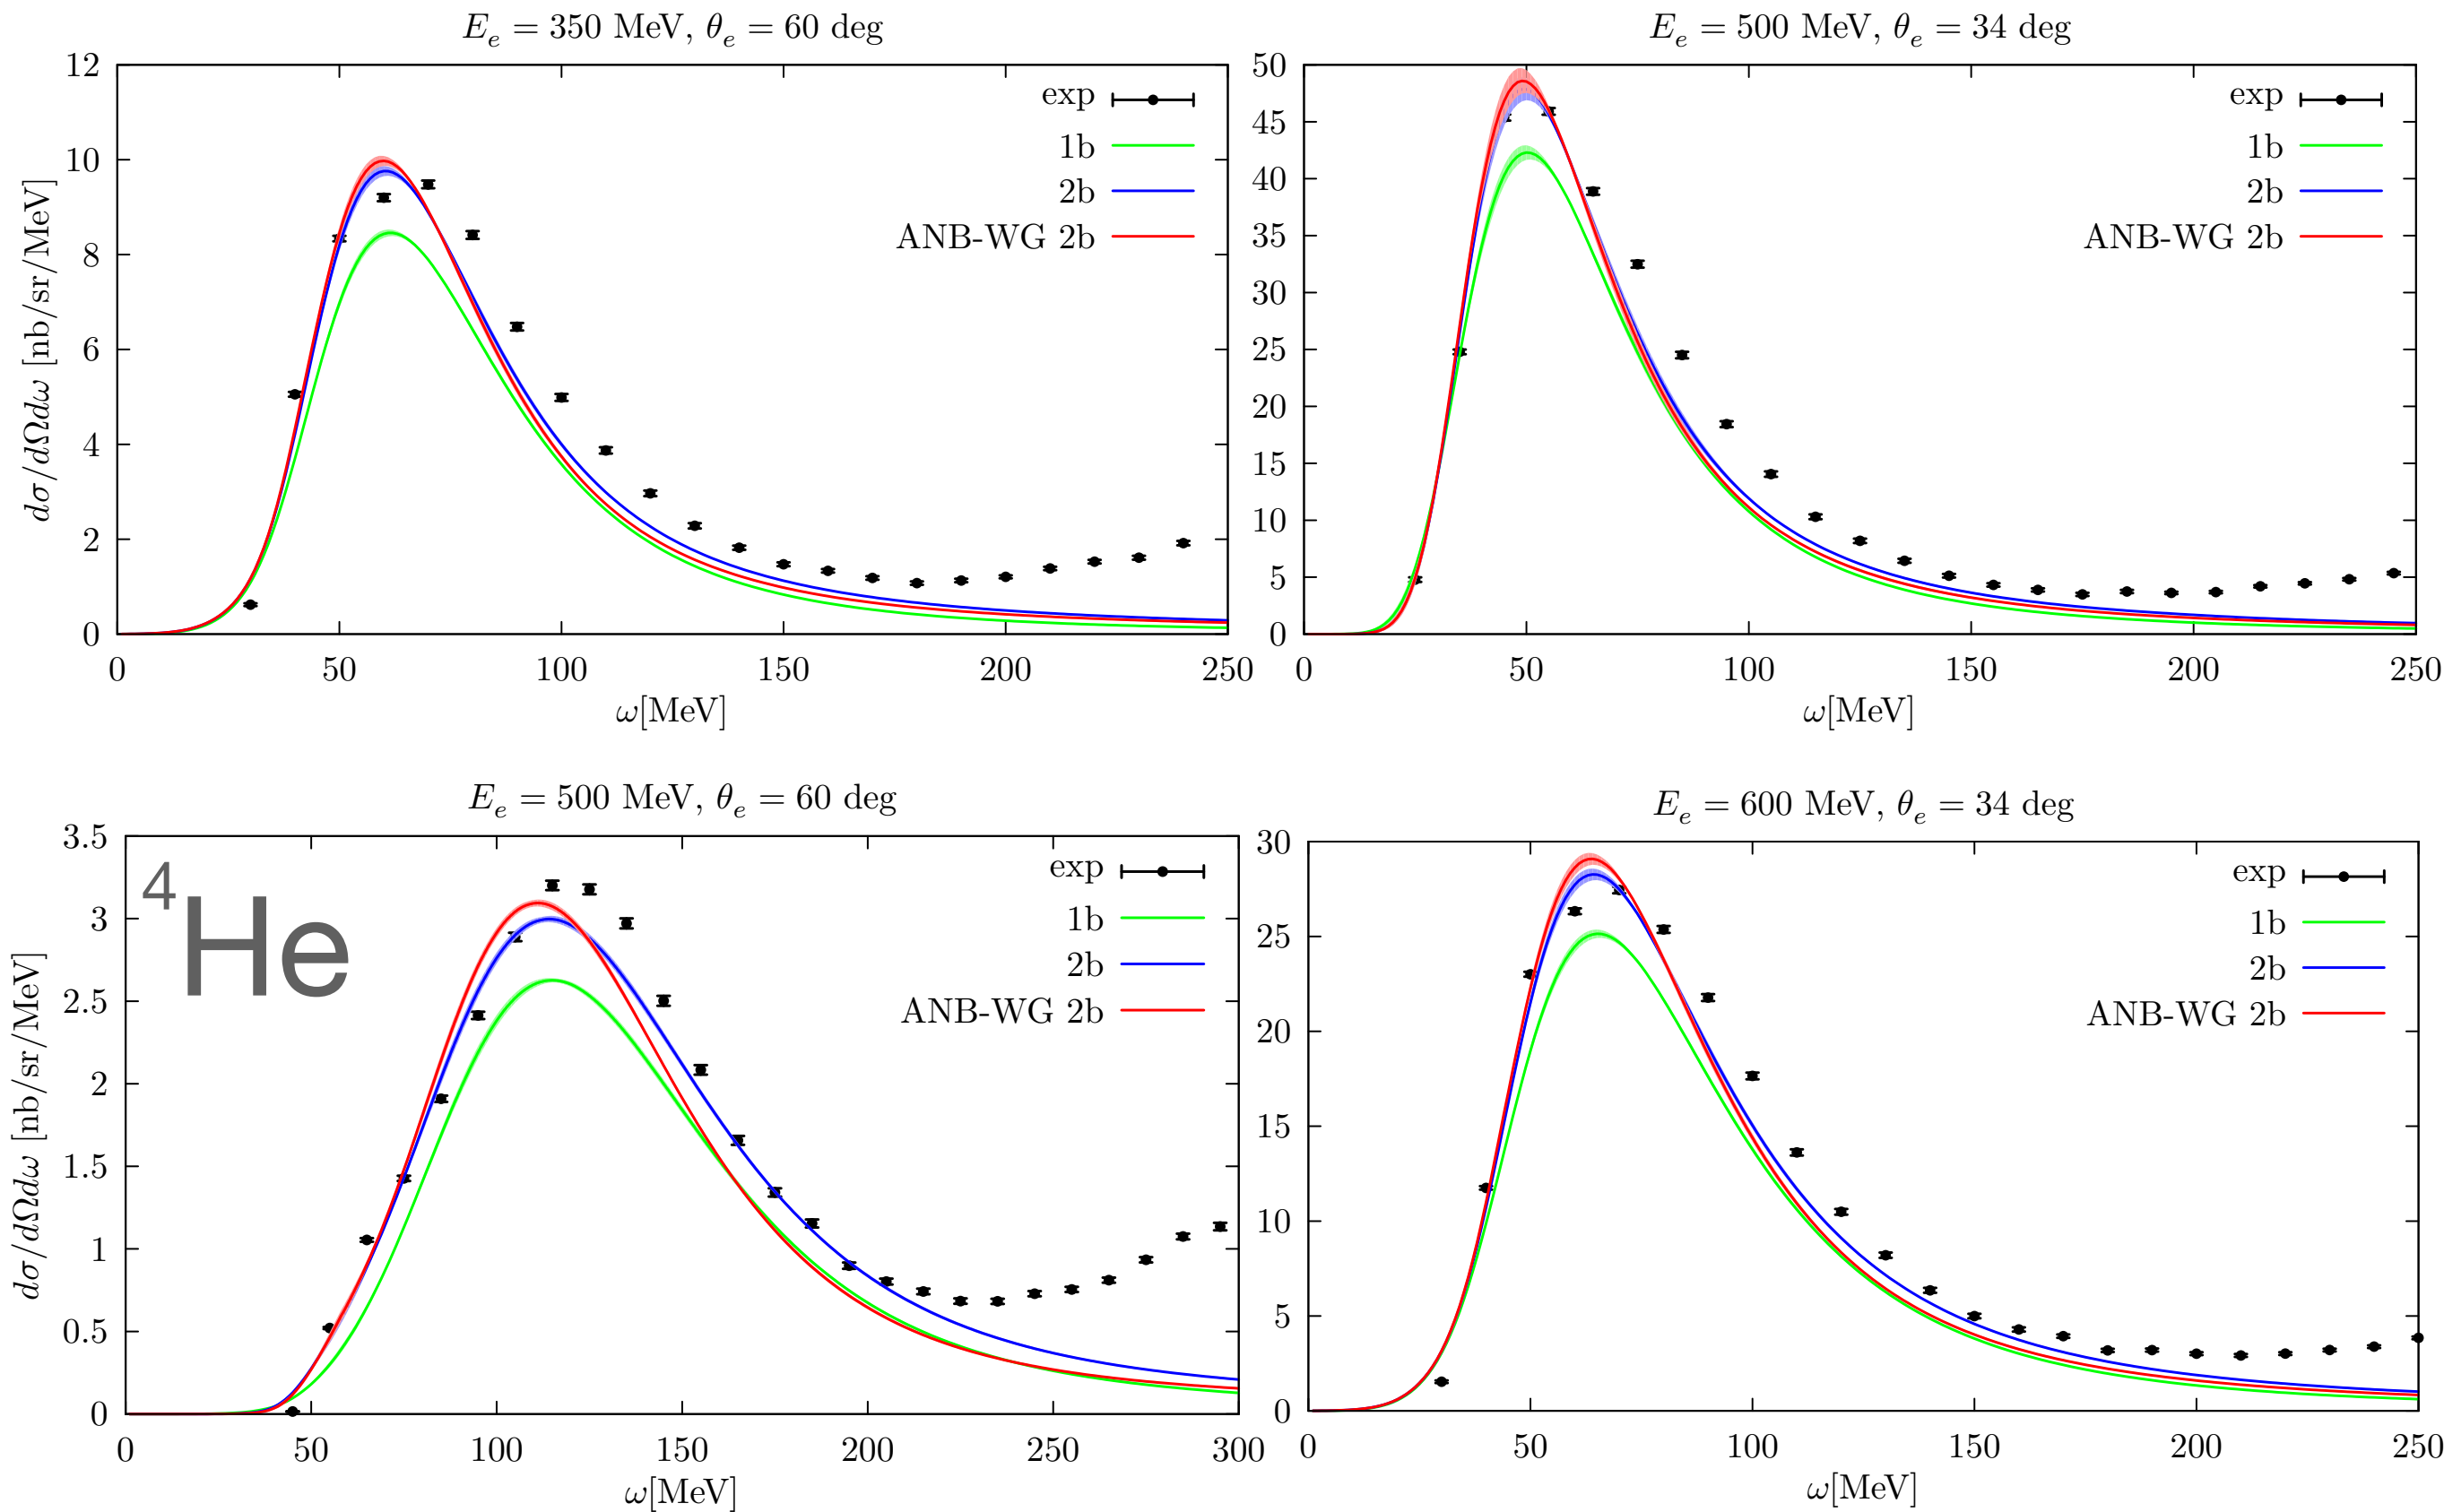 E_e = 350 MeV, θ_e = 60 deg
12
10
8
6
4
2
0
dσ/dΩdω [nb/sr/MeV]
exp
1b
2b
ANB-WG 2b
0 50 100 150 200 250
ω[MeV]
E_e = 500 MeV, θ_e = 34 deg
50
45
40
35
30
25
20
15
10
5
0
exp
1b
2b
ANB-WG 2b
0 50 100 150 200 250
ω[MeV]
E_e = 500 MeV, θ_e = 60 deg
3.5
3
2.5
2
1.5
1
0.5
0
dσ/dΩdω [nb/sr/MeV]
⁴He
exp
1b
2b
ANB-WG 2b
0 50 100 150 200 250 300
ω[MeV]
E_e = 600 MeV, θ_e = 34 deg
30
25
20
15
10
5
0
exp
1b
2b
ANB-WG 2b
0 50 100 150 200 250
ω[MeV]